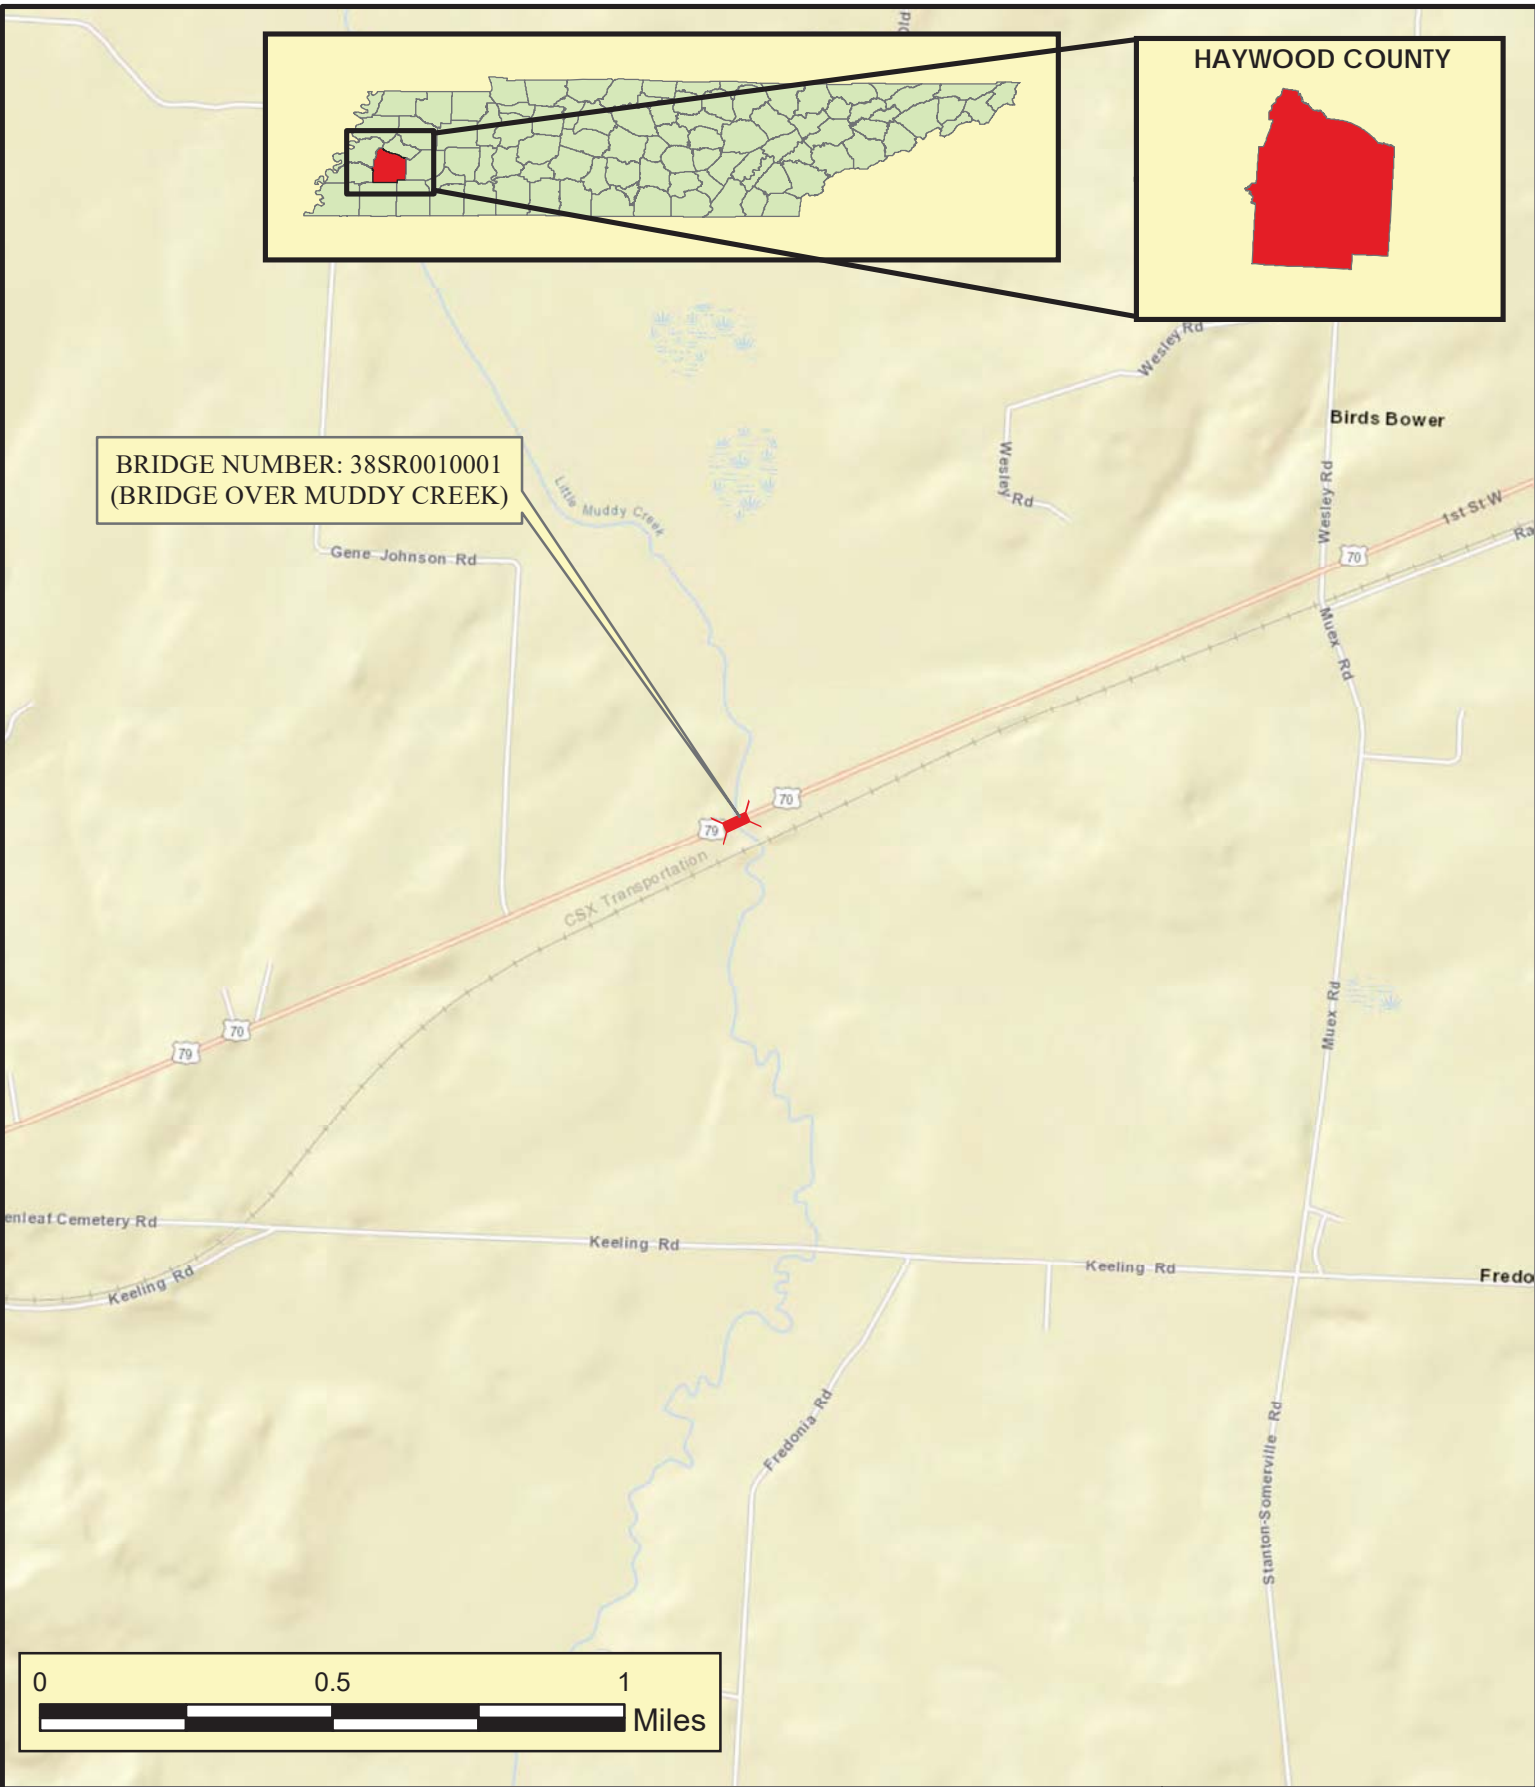 Old
HAYWOOD COUNTY
Wesley Rd
Birds Bower
BRIDGE NUMBER: 38SR0010001
(BRIDGE OVER MUDDY CREEK)
Wesley Rd
Wesley Rd
Little Muddy Creek
1st St W
Ra
Gene Johnson Rd
70
Muex Rd
70
79
CSX Transportation
Muex Rd
70
79
enleaf Cemetery Rd
Keeling Rd
Keeling Rd
Keeling Rd
Fredo
Fredonia Rd
Stanton-Somerville Rd
0 0.5 1
Miles